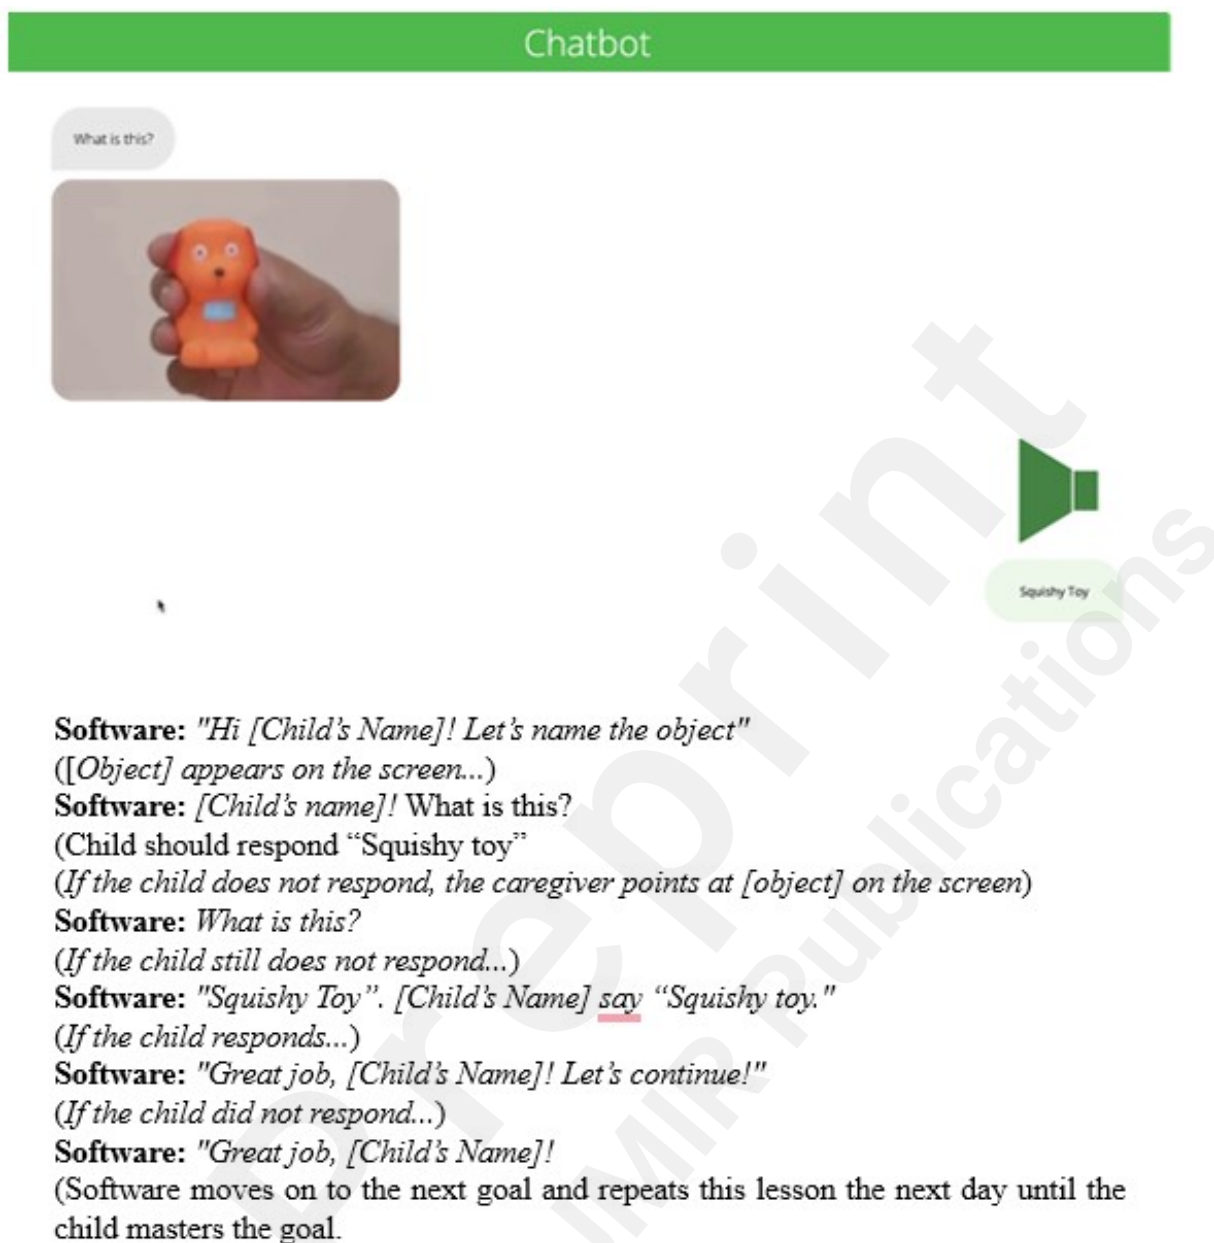 Chatbot
What is this?
Squishy Toy
Software: "Hi [Child’s Name]! Let’s name the object"
([Object] appears on the screen...)
Software: [Child’s name]! What is this?
(Child should respond “Squishy toy”
(If the child does not respond, the caregiver points at [object] on the screen)
Software: What is this?
(If the child still does not respond...)
Software: "Squishy Toy”. [Child’s Name] say “Squishy toy."
(If the child responds...)
Software: "Great job, [Child’s Name]! Let’s continue!"
(If the child did not respond...)
Software: "Great job, [Child’s Name]!
(Software moves on to the next goal and repeats this lesson the next day until the
child masters the goal.
Preprint
JMIR Publications